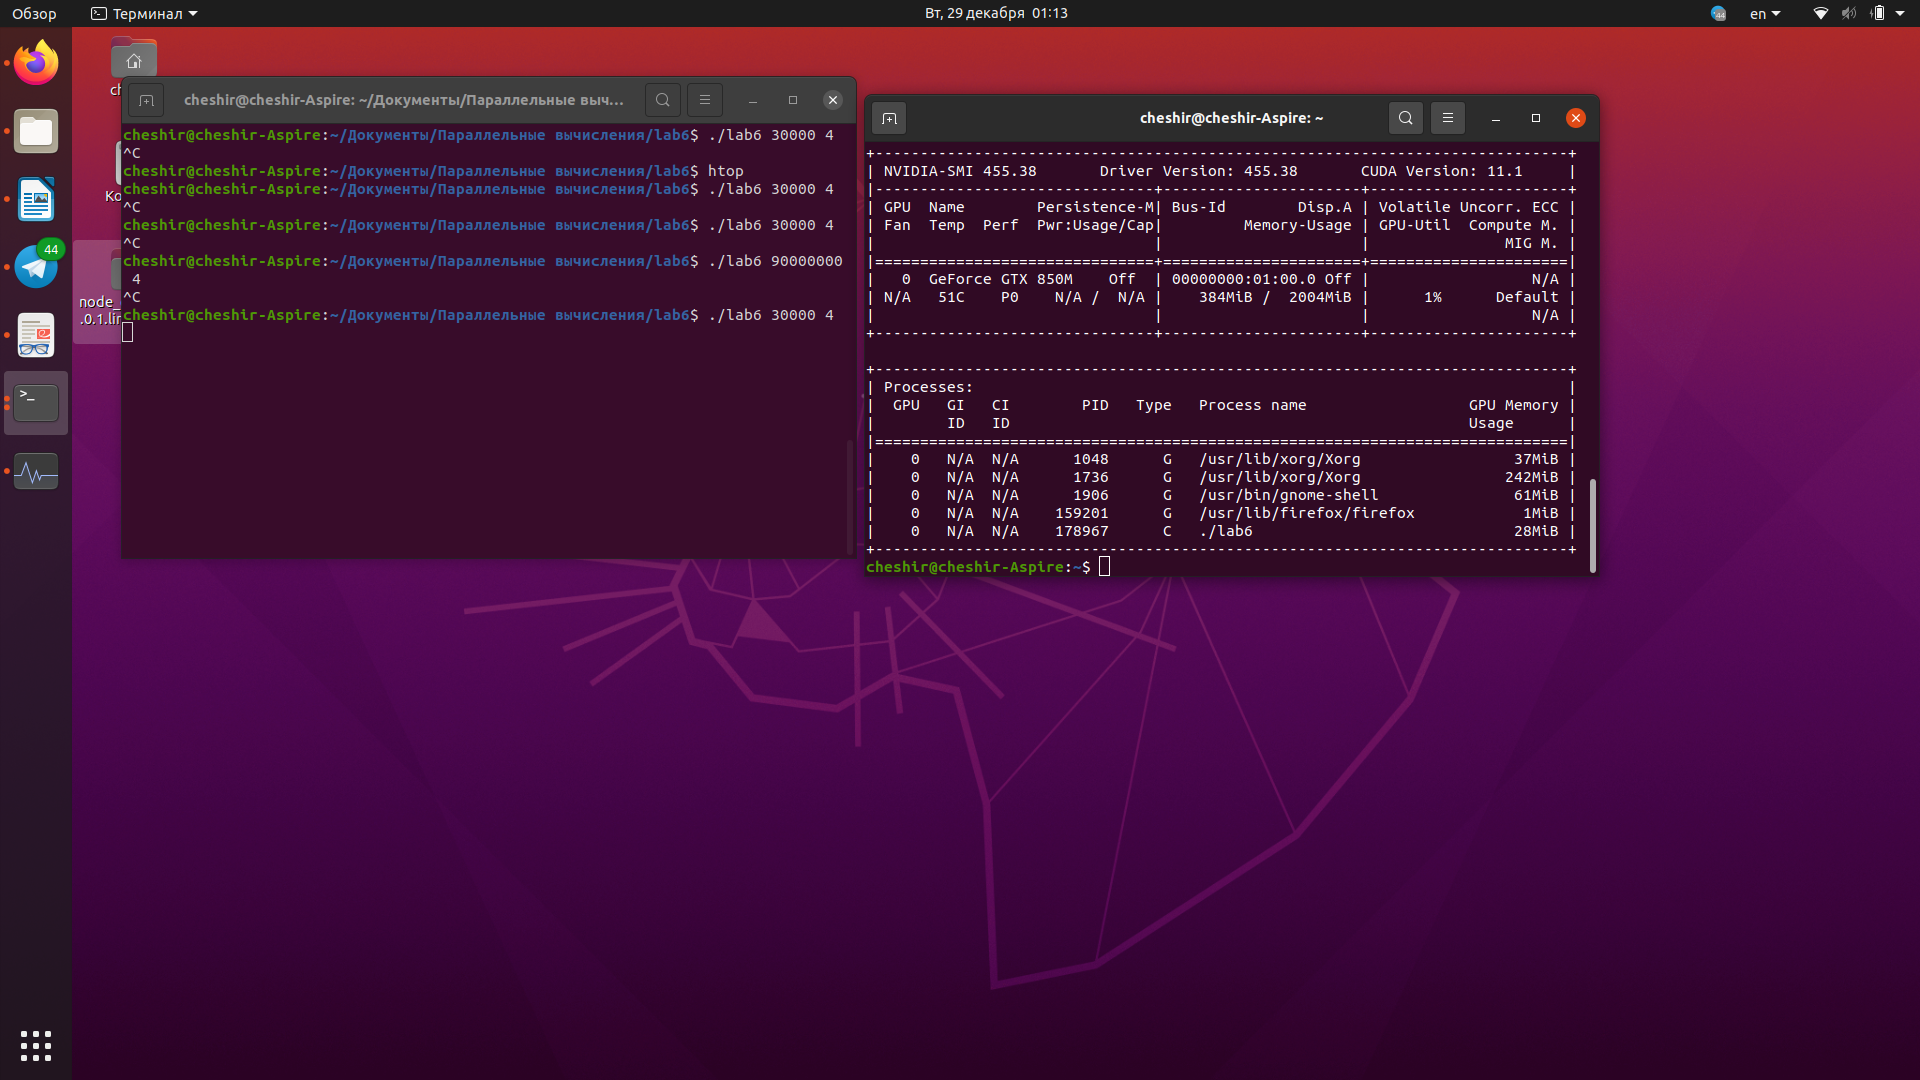 Обзор
Терминал
Вт, 29 декабря 01:13
44
en
44
cheshir@cheshir-Aspire: ~/Документы/Параллельные выч...
cheshir@cheshir-Aspire:~/Документы/Параллельные вычисления/lab6$ ./lab6 30000 4
^C
cheshir@cheshir-Aspire:~/Документы/Параллельные вычисления/lab6$ htop
cheshir@cheshir-Aspire:~/Документы/Параллельные вычисления/lab6$ ./lab6 30000 4
^C
cheshir@cheshir-Aspire:~/Документы/Параллельные вычисления/lab6$ ./lab6 30000 4
^C
cheshir@cheshir-Aspire:~/Документы/Параллельные вычисления/lab6$ ./lab6 90000000
4
^C
cheshir@cheshir-Aspire:~/Документы/Параллельные вычисления/lab6$ ./lab6 30000 4
cheshir@cheshir-Aspire: ~
+-----------------------------------------------------------------------------+
| NVIDIA-SMI 455.38       Driver Version: 455.38       CUDA Version: 11.1     |
|-------------------------------+----------------------+----------------------+
| GPU  Name        Persistence-M| Bus-Id        Disp.A | Volatile Uncorr. ECC |
| Fan  Temp  Perf  Pwr:Usage/Cap|         Memory-Usage | GPU-Util  Compute M. |
|                               |                      |               MIG M. |
|===============================+======================+======================|
|   0  GeForce GTX 850M    Off  | 00000000:01:00.0 Off |                  N/A |
| N/A   51C    P0    N/A /  N/A |    384MiB /  2004MiB |      1%      Default |
|                               |                      |                  N/A |
+-------------------------------+----------------------+----------------------+
+-----------------------------------------------------------------------------+
| Processes:                                                                  |
|  GPU   GI   CI        PID   Type   Process name                  GPU Memory |
|        ID   ID                                                   Usage      |
|=============================================================================|
|    0   N/A  N/A      1048      G   /usr/lib/xorg/Xorg                 37MiB |
|    0   N/A  N/A      1736      G   /usr/lib/xorg/Xorg                242MiB |
|    0   N/A  N/A      1906      G   /usr/bin/gnome-shell               61MiB |
|    0   N/A  N/A    159201      G   /usr/lib/firefox/firefox            1MiB |
|    0   N/A  N/A    178967      C   ./lab6                             28MiB |
+-----------------------------------------------------------------------------+
cheshir@cheshir-Aspire:~$